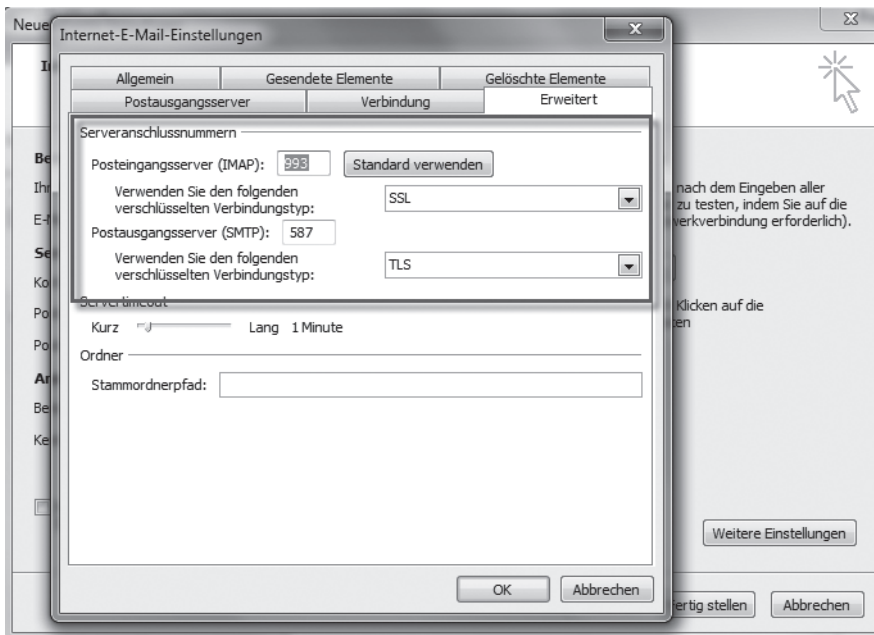 Neue
Internet-E-Mail-Einstellungen
Allgemein
Gesendete Elemente
Gelöschte Elemente
Postausgangsserver
Verbindung
Erweitert
Serveranschlussnummern
Posteingangsserver (IMAP): 993 Standard verwenden
Verwenden Sie den folgenden
verschlüsselten Verbindungstyp:
SSL
Postausgangsserver (SMTP): 587
Verwenden Sie den folgenden
verschlüsselten Verbindungstyp:
TLS
Servertimeout
Kurz Lang 1 Minute
Ordner
Stammordnerpfad:
OK Abbrechen
nach dem Eingeben aller
zu testen, indem Sie auf die
werkverbindung erforderlich).
Klicken auf die
Weitere Einstellungen
ertig stellen Abbrechen